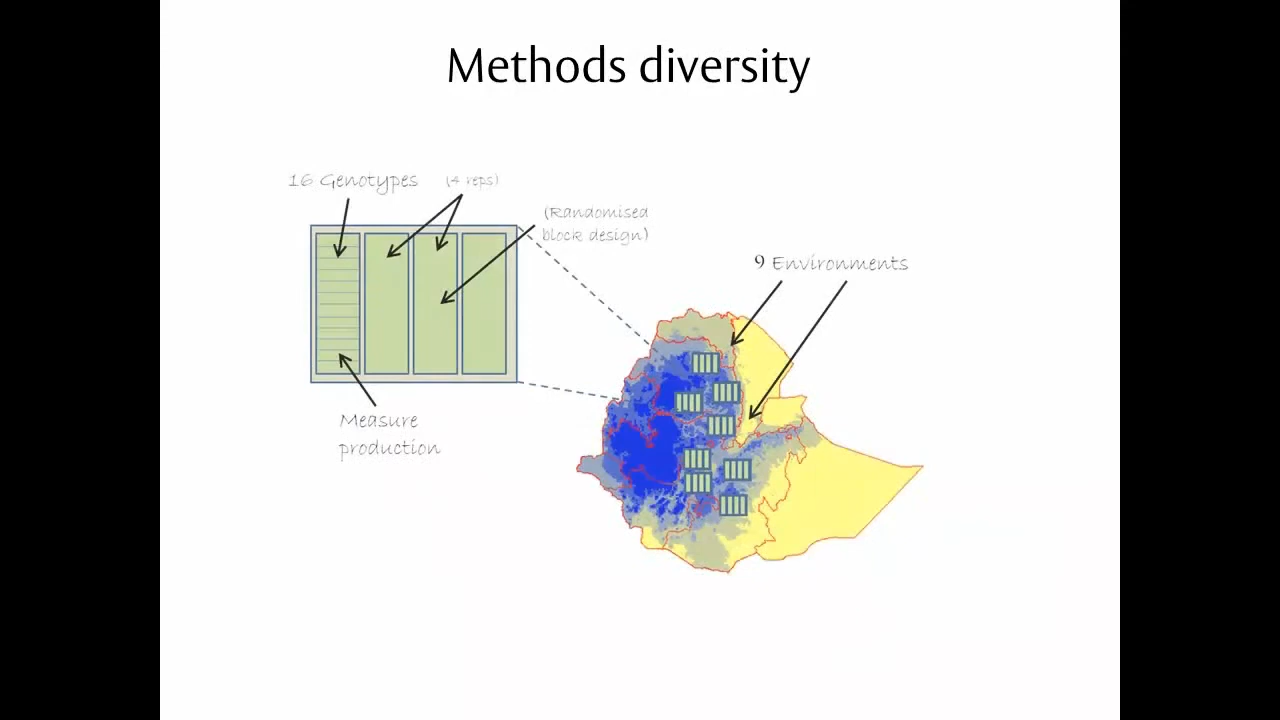 Methods diversity
16 Genotypes
(4 reps)
(Randomised
block design)
9 Environments
Measure
production